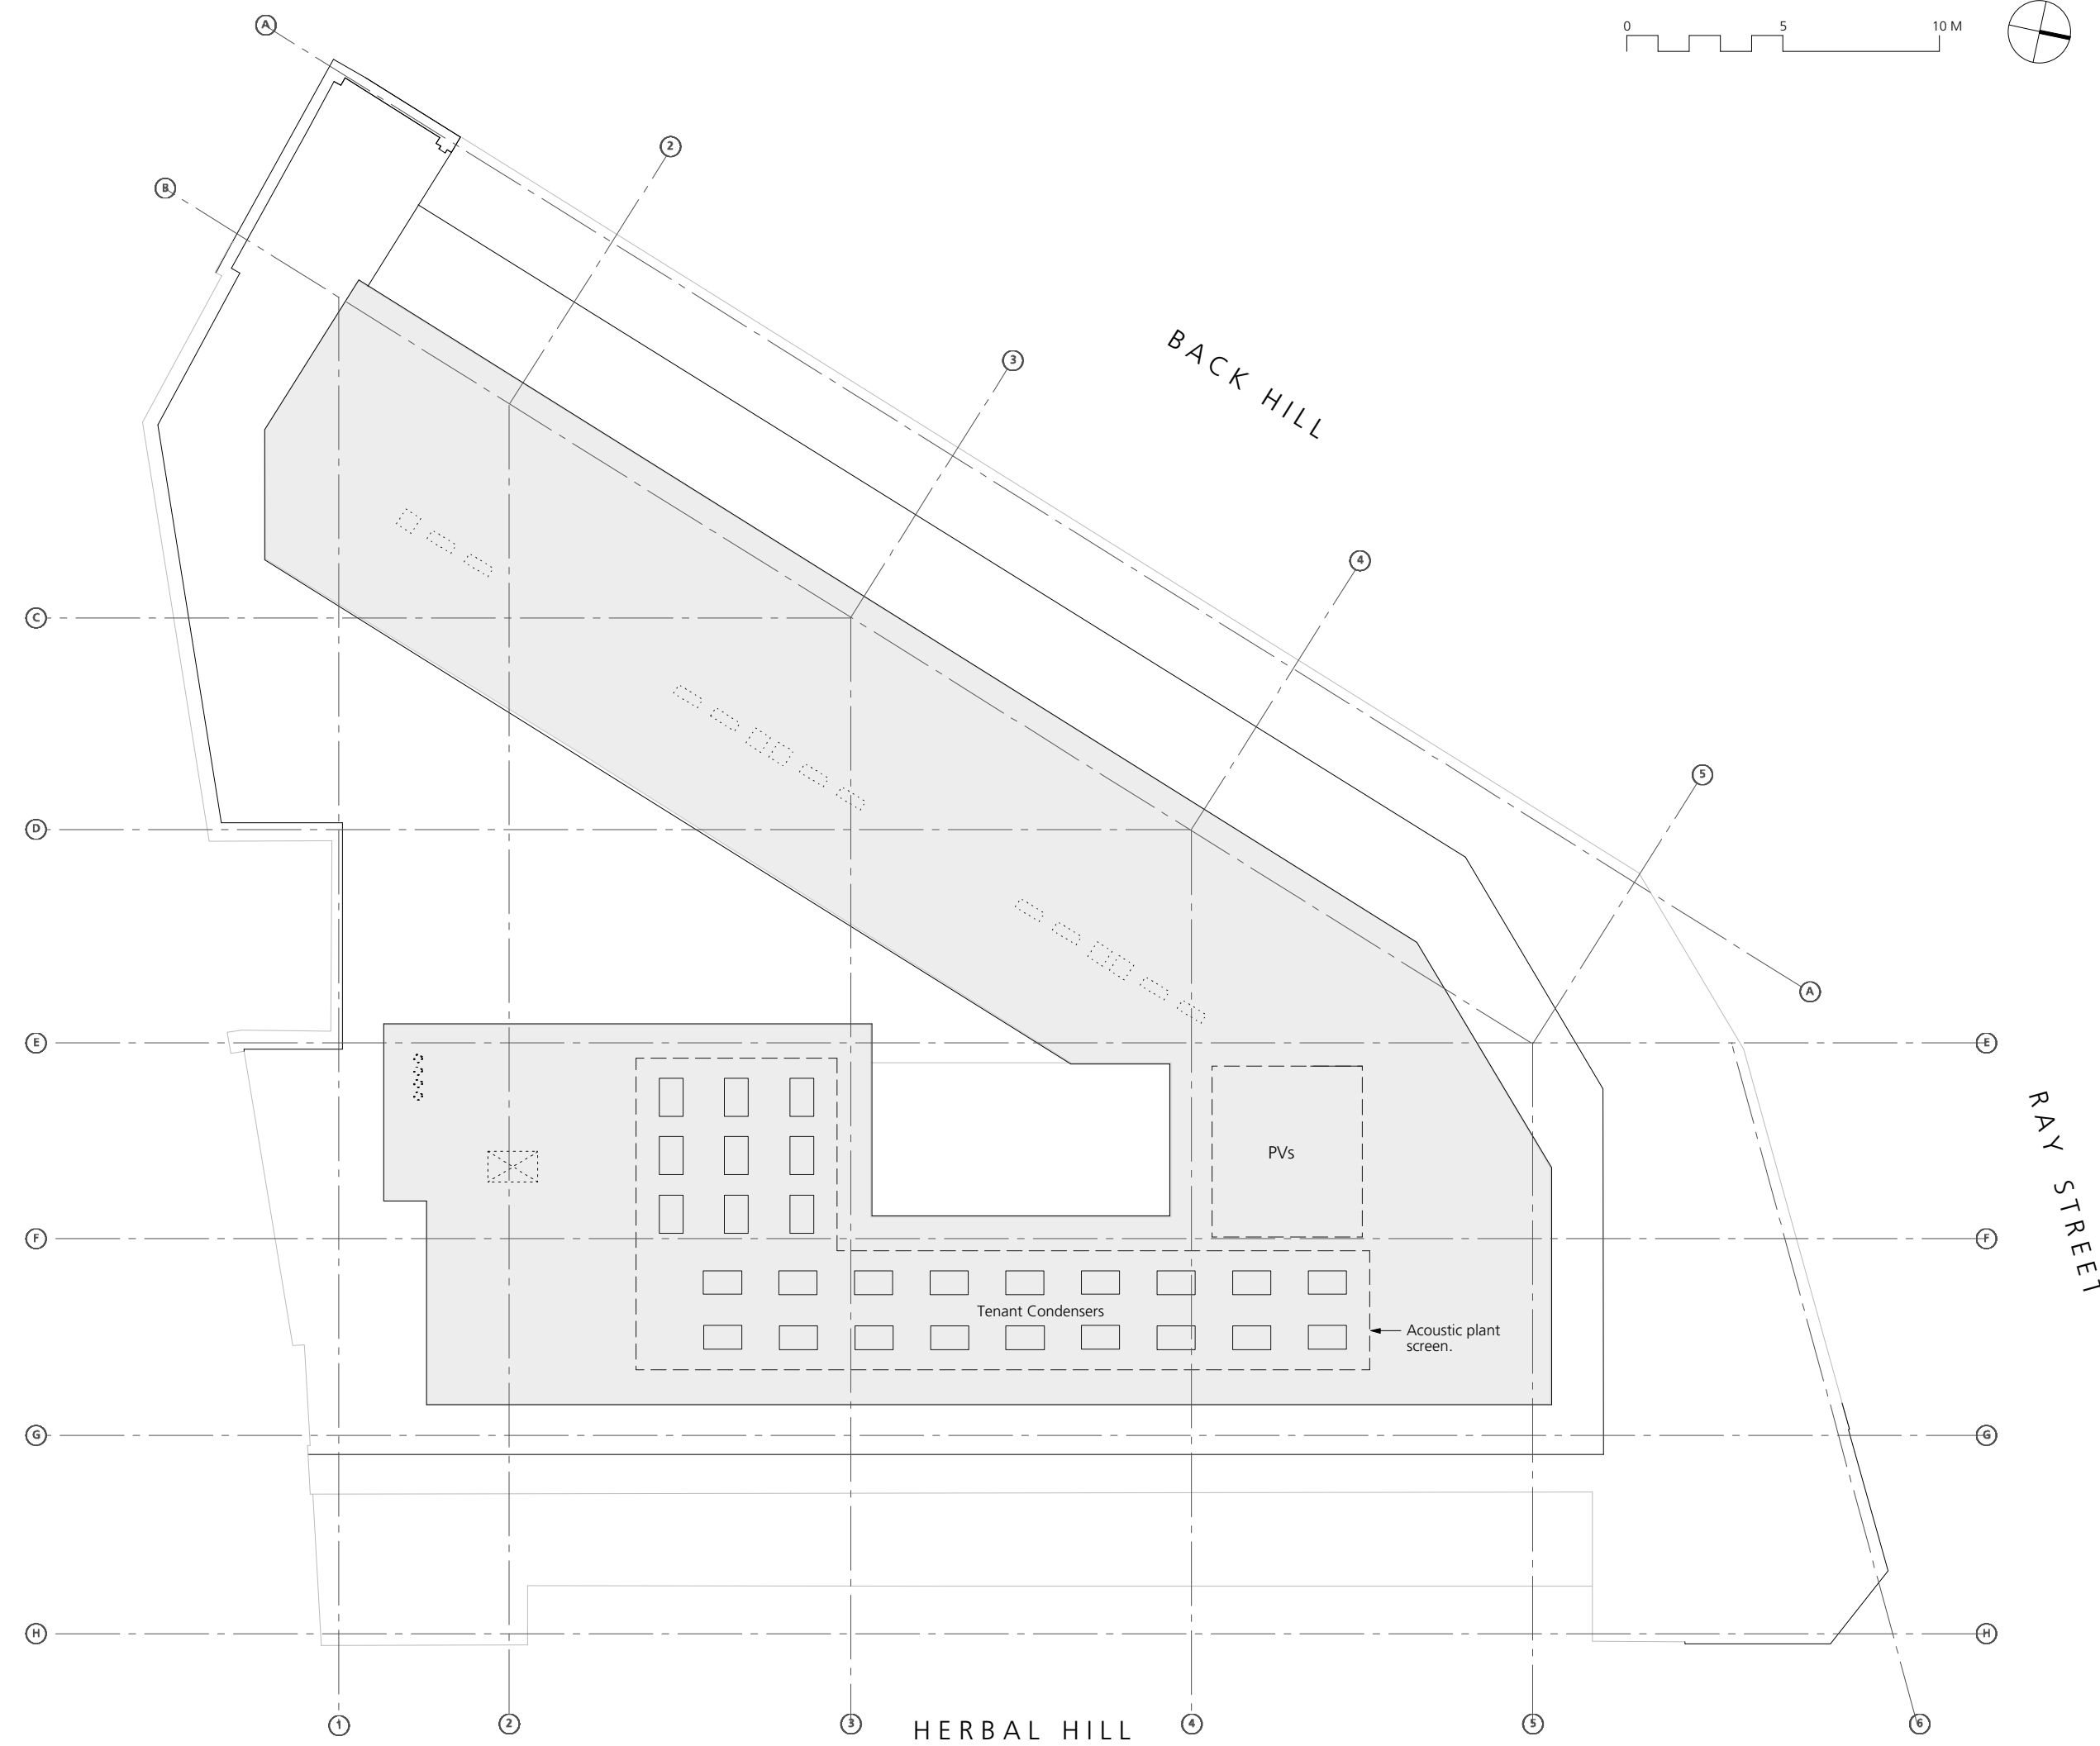 A
0 5 10 M
2
B
3
BACK HILL
4
C
5
D
A
E E
RAY STREET
PVs
F F
Tenant Condensers
Acoustic plant
screen.
G G
H H
1 2 3 4 5 6
HERBAL HILL